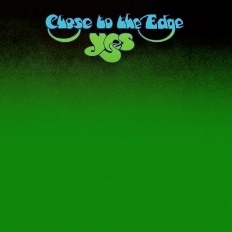 Close to the Edge
yes